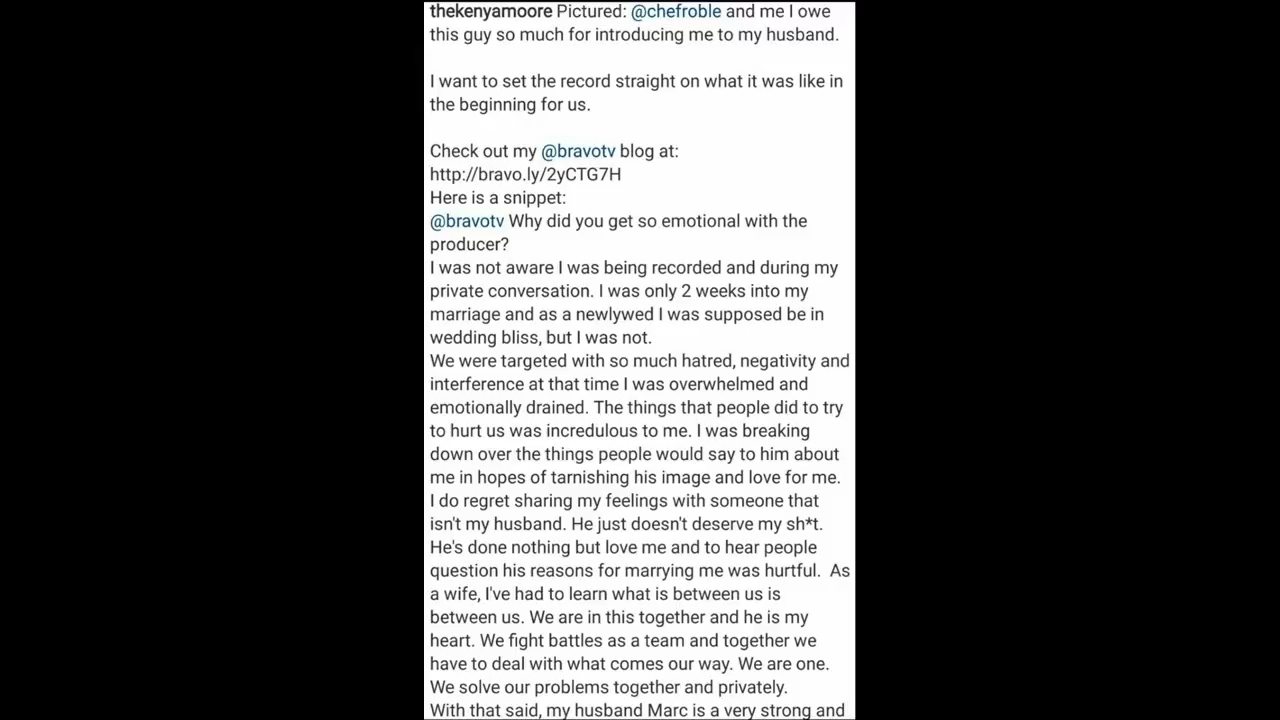 thekenyamoore Pictured: @chefroble and me I owe
this guy so much for introducing me to my husband.
I want to set the record straight on what it was like in
the beginning for us.
Check out my @bravotv blog at:
http://bravo.ly/2yCTG7H
Here is a snippet:
@bravotv Why did you get so emotional with the
producer?
I was not aware I was being recorded and during my
private conversation. I was only 2 weeks into my
marriage and as a newlywed I was supposed be in
wedding bliss, but I was not.
We were targeted with so much hatred, negativity and
interference at that time I was overwhelmed and
emotionally drained. The things that people did to try
to hurt us was incredulous to me. I was breaking
down over the things people would say to him about
me in hopes of tarnishing his image and love for me.
I do regret sharing my feelings with someone that
isn't my husband. He just doesn't deserve my sh*t.
He's done nothing but love me and to hear people
question his reasons for marrying me was hurtful.  As
a wife, I've had to learn what is between us is
between us. We are in this together and he is my
heart. We fight battles as a team and together we
have to deal with what comes our way. We are one.
We solve our problems together and privately.
With that said, my husband Marc is a very strong and